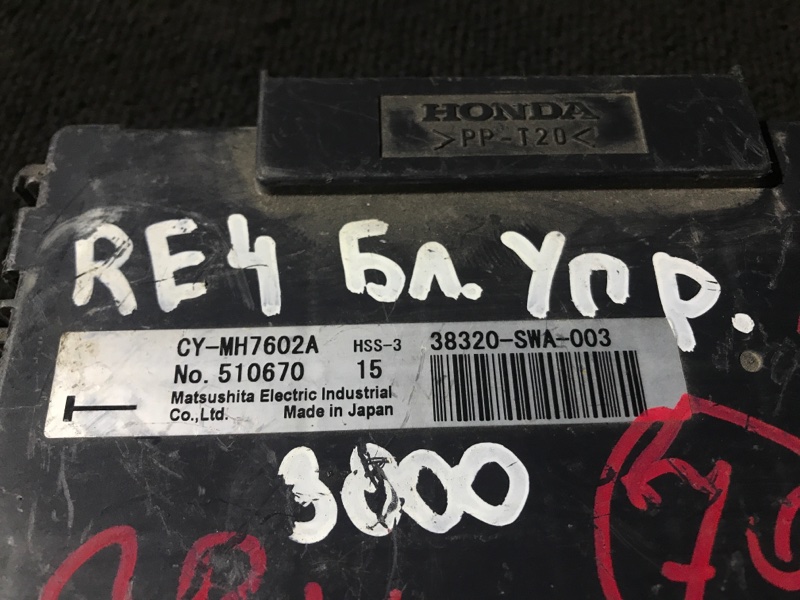 HONDA
>PP-T20<
RE4 Бл. Упр.
CY-MH7602A HSS-3 38320-SWA-003
No. 510670 15
Matsushita Electric Industrial
Co.,Ltd. Made in Japan
3000